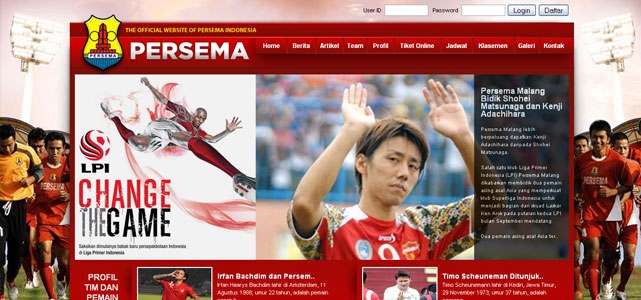 User ID
Password
Login
Daftar
THE OFFICIAL WEBSITE OF PERSEMA INDONESIA
PERSEMA
PERSEMA
Home
Berita
Artikel
Team
Profil
Tiket Online
Jadwal
Klasemen
Galeri
Kontak
LPI
CHANGE
THE GAME
Saksikan dimulainya babak baru persepakbolaan Indonesia
di Liga Primer Indonesia
Persema Malang
Bidik Shohei
Matsunaga dan Kenji
Adachihara
Persema Malang lebih
berpeluang dapatkan Kenji
Adachihara daripada Shohei
Matsunaga.
Salah satu klub Liga Primer
Indonesia (LPI) Persema Malang
dikabarkan membidik dua pemain
asing asal Asia yang memperkuat
klub Superliga Indonesia untuk
menjadi bagian dari skuad Laskar
Ken Arok pada putaran kedua LPI
bulan September mendatang.
Dua pemain asing asal Asia ter..
PROFIL
TIM DAN
PEMAIN
Irfan Bachdim dan Persem..
Irfan Haarys Bachdim lahir di Amsterdam, 11
Agustus 1988; umur 22 tahun, adalah pemain
Timo Scheuneman Ditunjuk..
Timo Scheunemann lahir di Kediri, Jawa Timur,
29 November 1973; umur 37 tahun, adalah